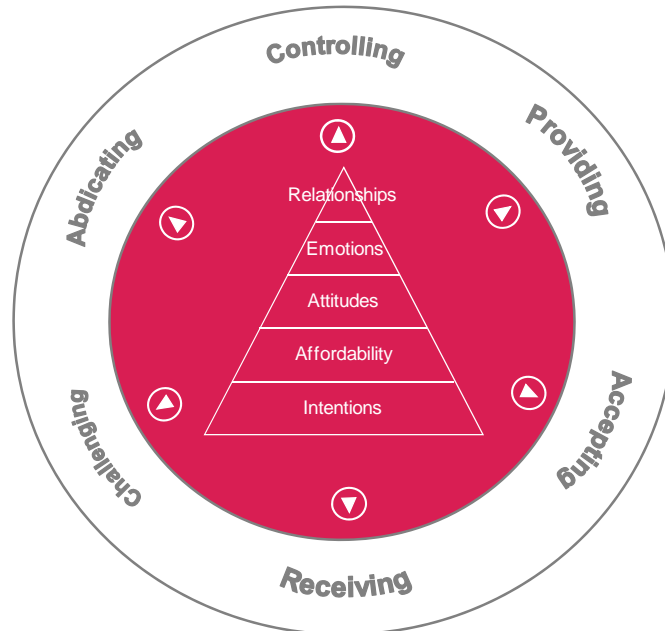 Controlling
Providing
Accepting
Receiving
Challenging
Abdicating
Relationships
Emotions
Attitudes
Affordability
Intentions